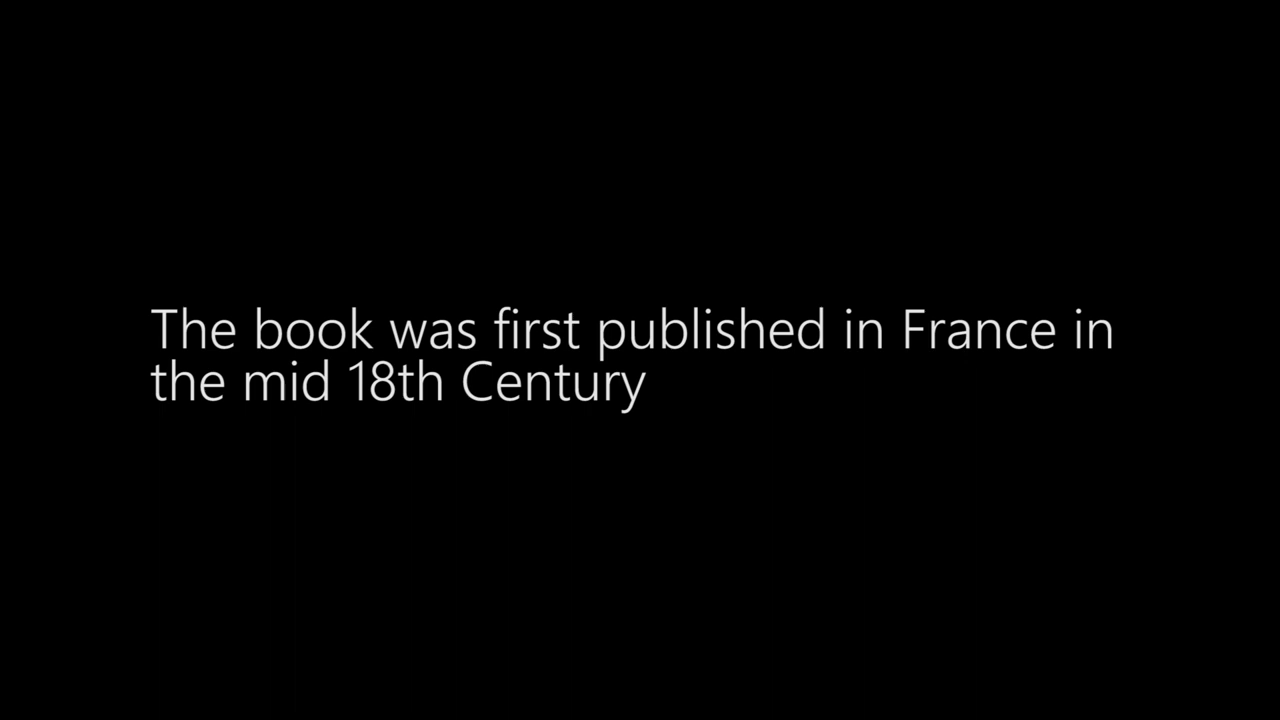 The book was first published in France in
the mid 18th Century